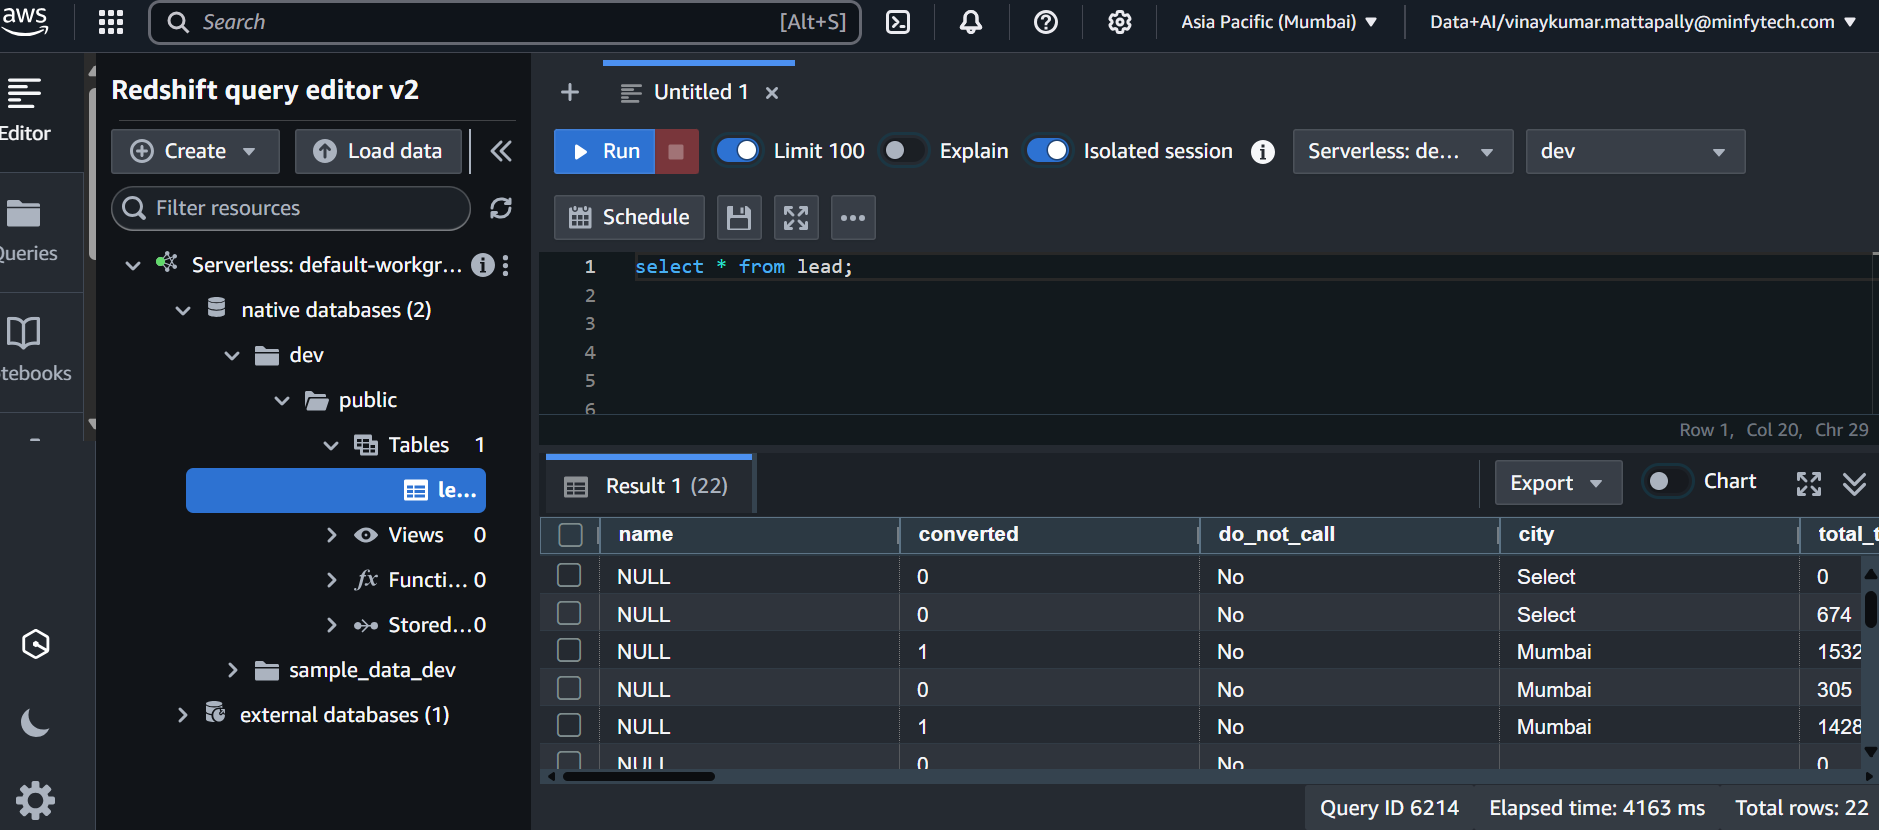 aws
Search
[Alt+S]
Asia Pacific (Mumbai)
Data+AI/vinaykumar.mattapally@minfytech.com
Editor
Queries
tebooks
Redshift query editor v2
Create
Load data
Filter resources
Serverless: default-workgr...
native databases (2)
dev
public
Tables 1
le...
Views 0
fx Functi... 0
Stored...0
sample_data_dev
external databases (1)
Untitled 1
Run
Limit 100
Explain
Isolated session
Serverless: de...
dev
Schedule
1 select * from lead;
2
3
4
5
6
Row 1, Col 20, Chr 29
Result 1 (22)
Export
Chart
name converted do_not_call city total_t
NULL 0 No Select 0
NULL 0 No Select 674
NULL 1 No Mumbai 1532
NULL 0 No Mumbai 305
NULL 1 No Mumbai 1428
NULL 0 No 0
Query ID 6214 Elapsed time: 4163 ms Total rows: 22